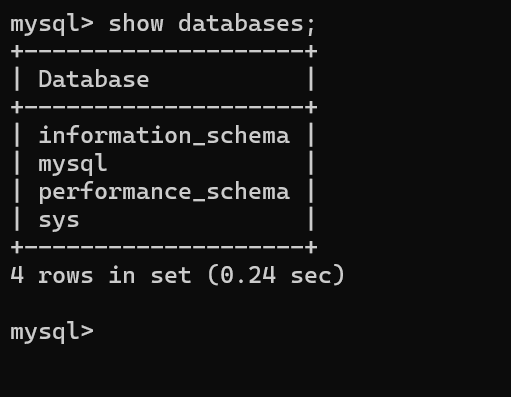 mysql> show databases;
+--------------------+
| Database           |
+--------------------+
| information_schema |
| mysql              |
| performance_schema |
| sys                |
+--------------------+
4 rows in set (0.24 sec)

mysql>